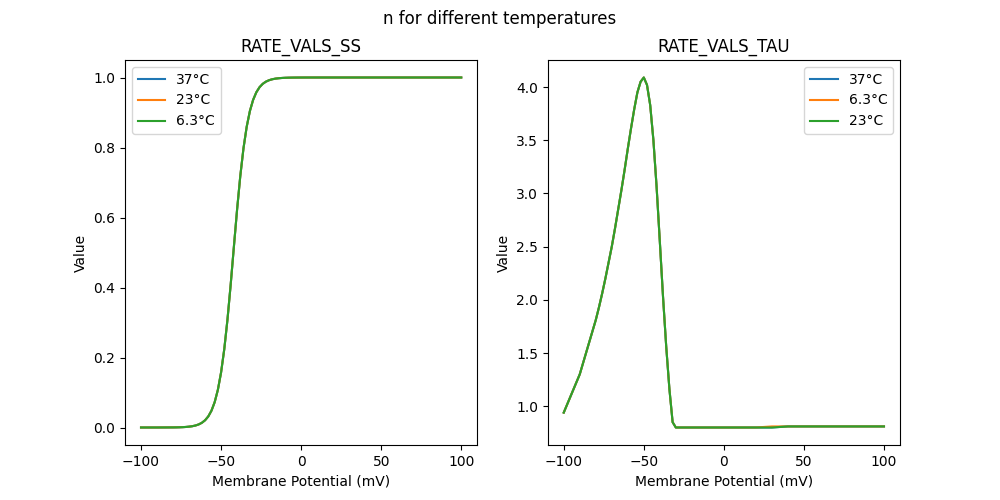 n for different temperatures
RATE_VALS_SS
37°C
23°C
6.3°C
1.0
0.8
0.6
0.4
0.2
0.0
Value
−100
−50
0
50
100
Membrane Potential (mV)
RATE_VALS_TAU
37°C
6.3°C
23°C
4.0
3.5
3.0
2.5
2.0
1.5
1.0
Value
−100
−50
0
50
100
Membrane Potential (mV)